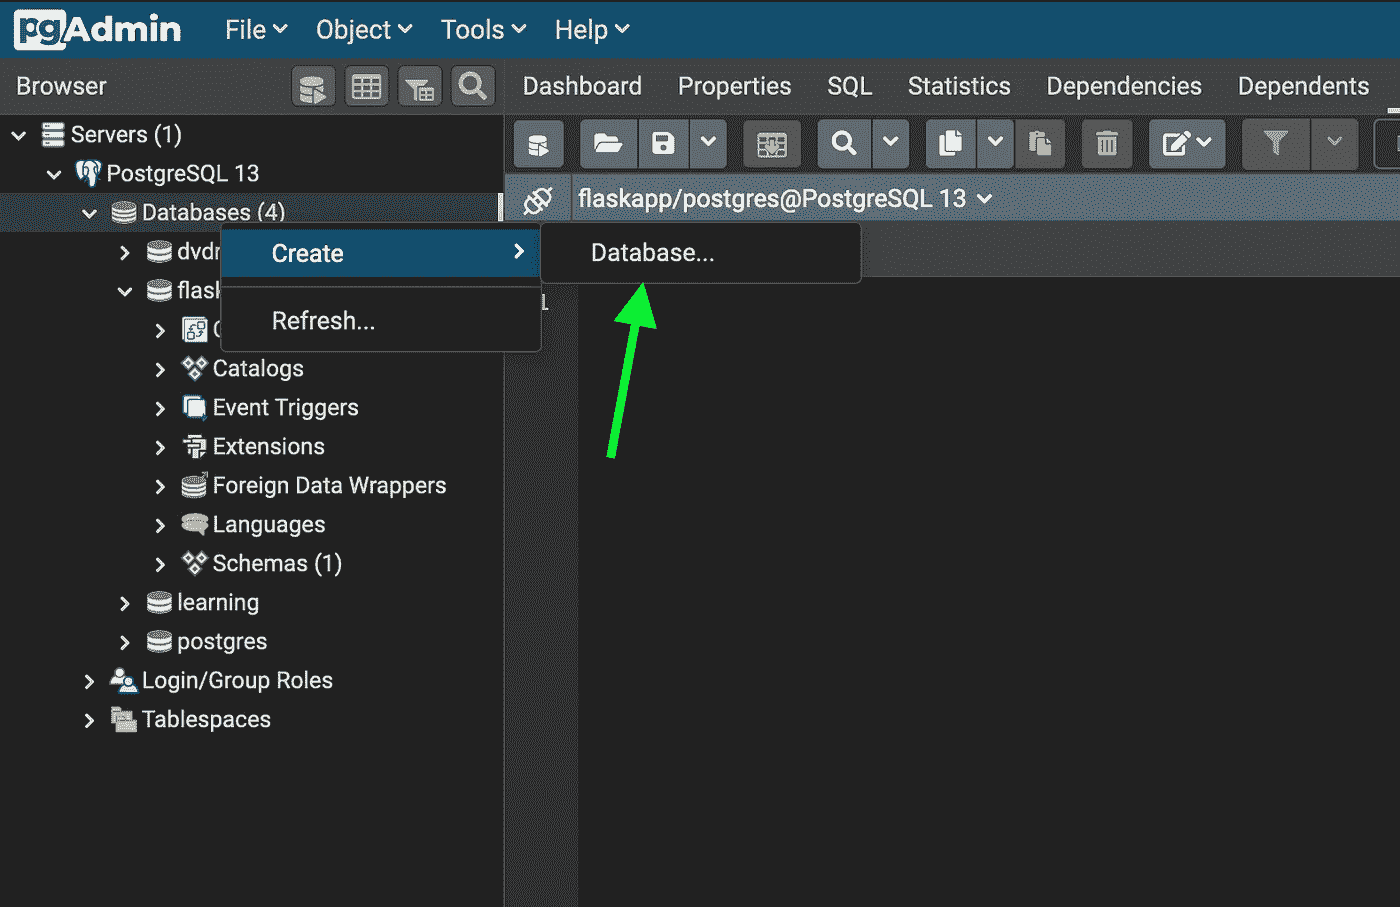 pgAdmin File Object Tools Help
Browser Dashboard Properties SQL Statistics Dependencies Dependents
Servers (1)
PostgreSQL 13
flaskapp/postgres@PostgreSQL 13
Databases (4)
Create Database...
Refresh...
1
Catalogs
Event Triggers
Extensions
Foreign Data Wrappers
Languages
Schemas (1)
learning
postgres
Login/Group Roles
Tablespaces